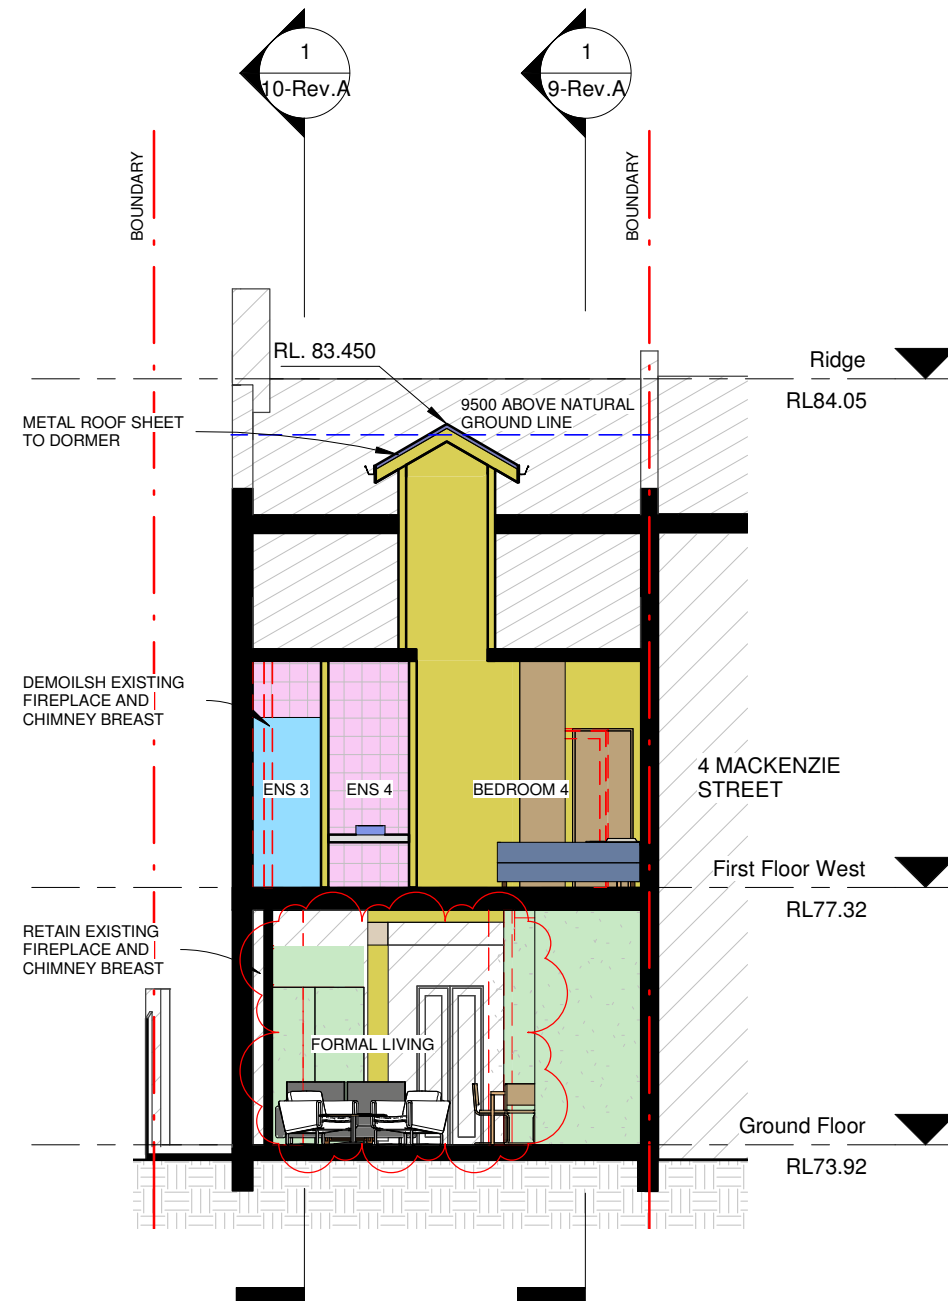 1
10-Rev.A
1
9-Rev.A
BOUNDARY
BOUNDARY
RL. 83.450
Ridge
RL84.05
METAL ROOF SHEET
TO DORMER
9500 ABOVE NATURAL
GROUND LINE
DEMOILSH EXISTING
FIREPLACE AND
CHIMNEY BREAST
ENS 3
ENS 4
BEDROOM 4
4 MACKENZIE
STREET
First Floor West
RL77.32
RETAIN EXISTING
FIREPLACE AND
CHIMNEY BREAST
FORMAL LIVING
Ground Floor
RL73.92